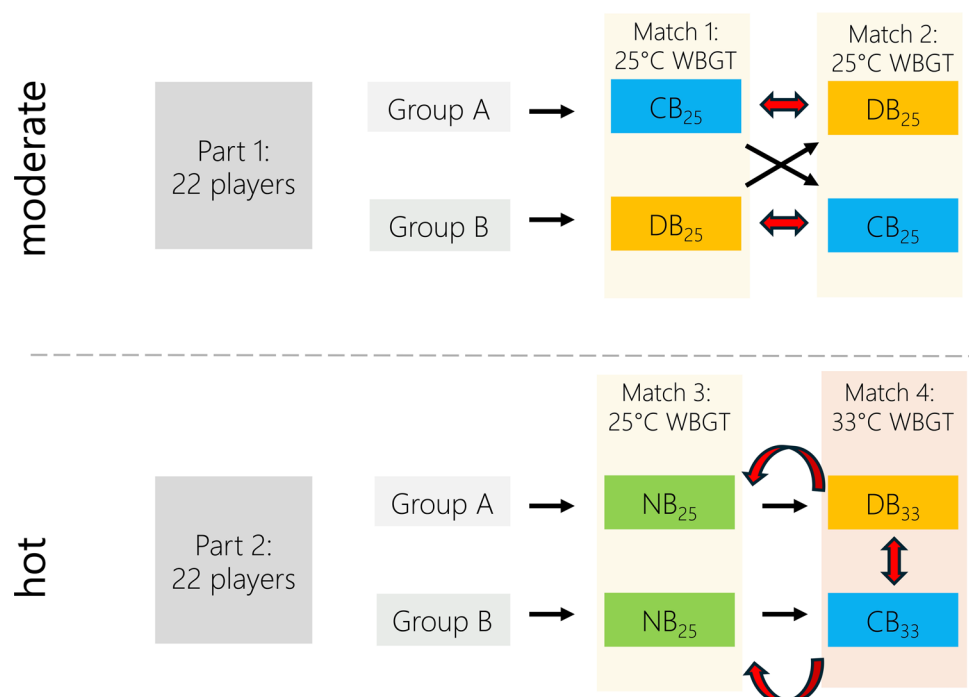 moderate
Part 1:
22 players
Group A
Group B
Match 1:
25°C WBGT
CB₂₅
DB₂₅
Match 2:
25°C WBGT
DB₂₅
CB₂₅
hot
Part 2:
22 players
Group A
Group B
Match 3:
25°C WBGT
NB₂₅
NB₂₅
Match 4:
33°C WBGT
DB₃₃
CB₃₃